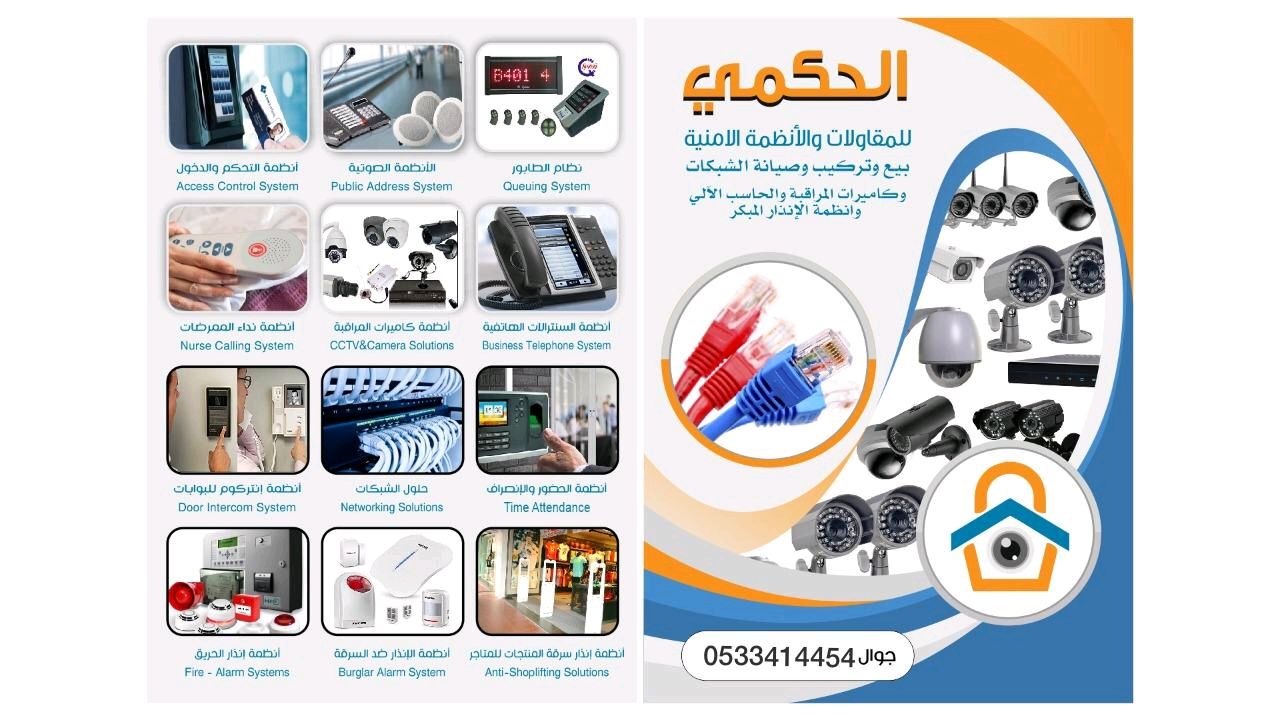 الحكمي
للمقاولات والأنظمة الامنية
بيع وتركيب وصيانة الشبكات
وكاميرات المراقبة والحاسب الآلي
وانظمة الإنذار المبكر
جوال 0533414454
B401 4
أنظمة التحكم والدخول
Access Control System
الأنظمة الصوتية
Public Address System
نظام الطابور
Queuing System
أنظمة نداء الممرضات
Nurse Calling System
أنظمة كاميرات المراقبة
CCTV&Camera Solutions
أنظمة السنترالات الهاتفية
Business Telephone System
أنظمة إنتركوم للبوابات
Door Intercom System
حلول الشبكات
Networking Solutions
أنظمة الحضور والإنصراف
Time Attendance
أنظمة إنذار الحريق
Fire - Alarm Systems
أنظمة الإنذار ضد السرقة
Burglar Alarm System
أنظمة إنذار سرقة المنتجات للمتاجر
Anti-Shoplifting Solutions